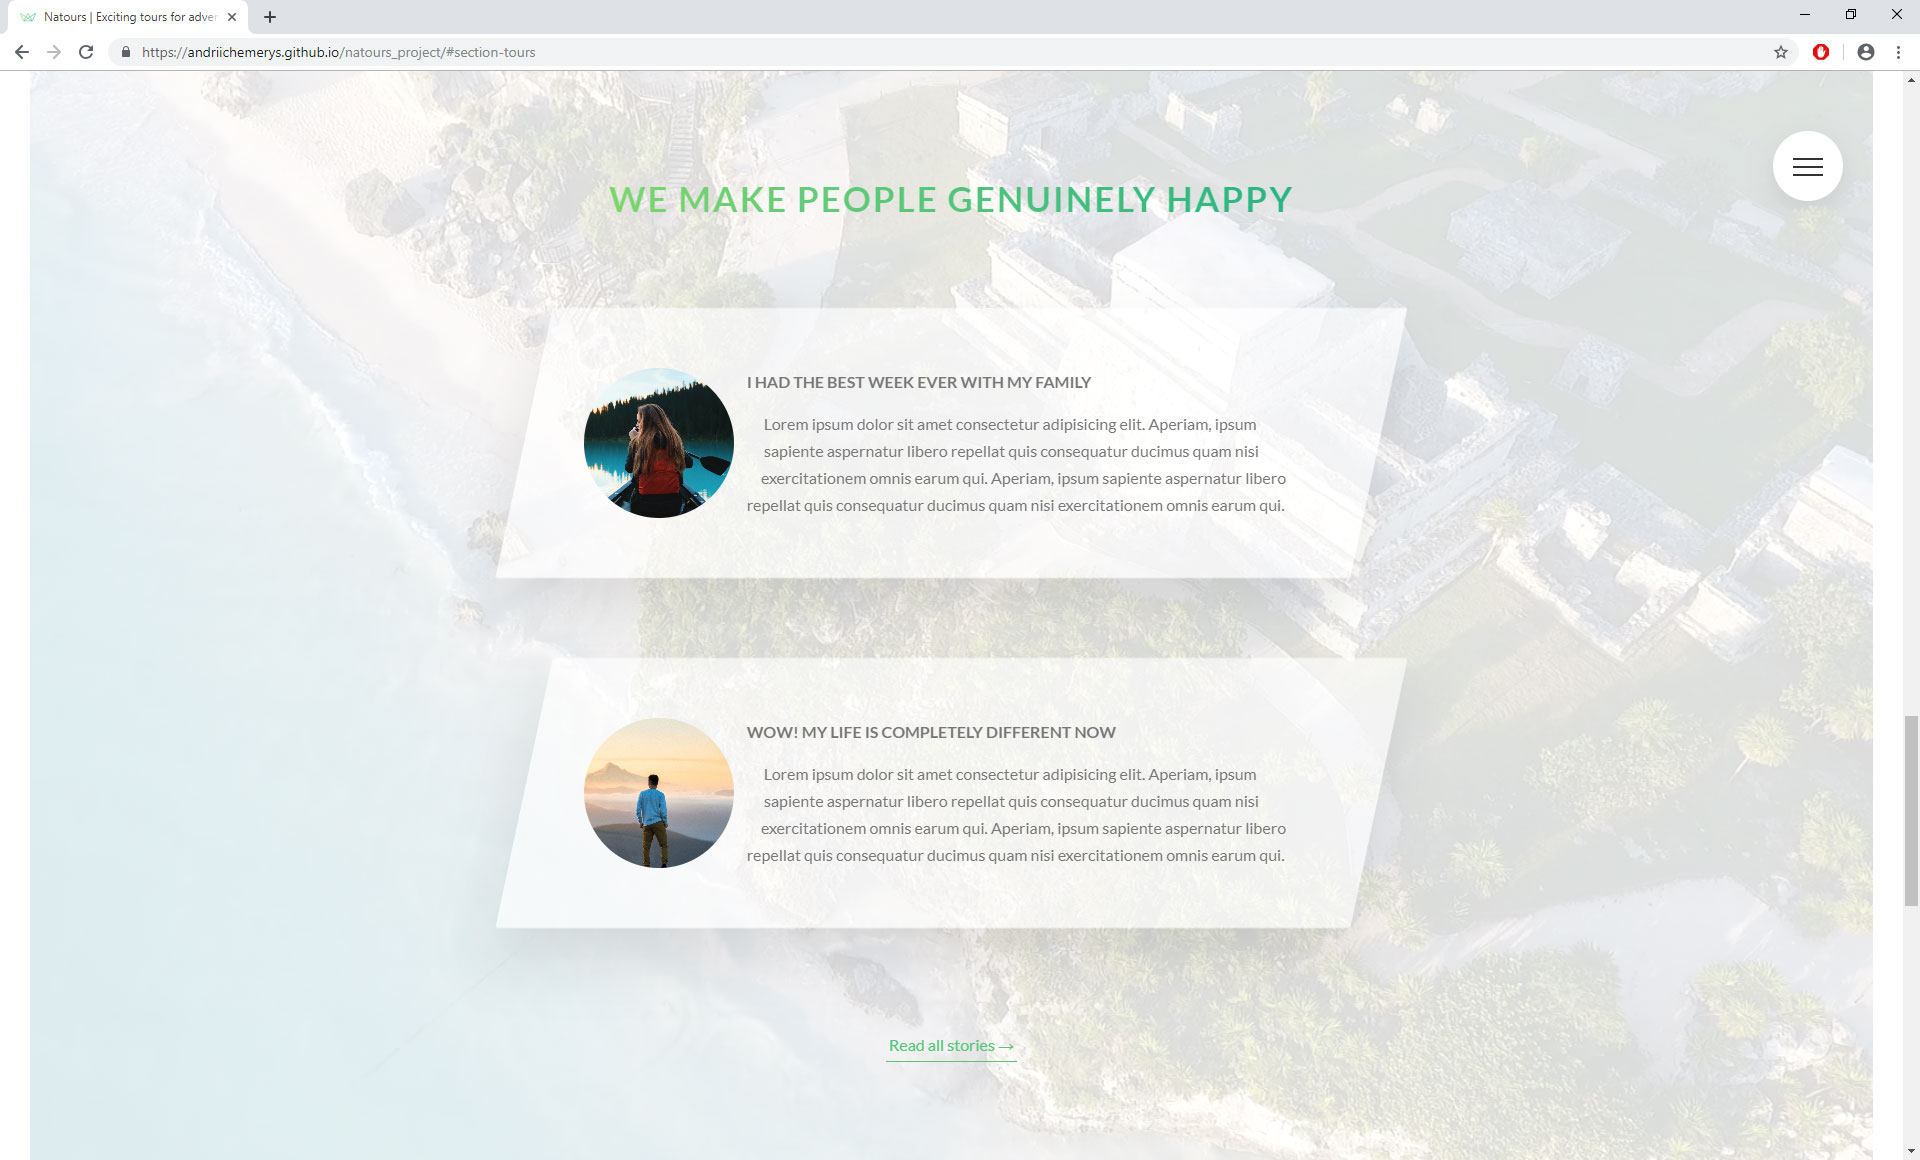 Natours | Exciting tours for adver
https://andriichemerys.github.io/natours_project/#section-tours
WE MAKE PEOPLE GENUINELY HAPPY
I HAD THE BEST WEEK EVER WITH MY FAMILY
Lorem ipsum dolor sit amet consectetur adipisicing elit. Aperiam, ipsum
sapiente aspernatur libero repellat quis consequatur ducimus quam nisi
exercitationem omnis earum qui. Aperiam, ipsum sapiente aspernatur libero
repellat quis consequatur ducimus quam nisi exercitationem omnis earum qui.
WOW! MY LIFE IS COMPLETELY DIFFERENT NOW
Lorem ipsum dolor sit amet consectetur adipisicing elit. Aperiam, ipsum
sapiente aspernatur libero repellat quis consequatur ducimus quam nisi
exercitationem omnis earum qui. Aperiam, ipsum sapiente aspernatur libero
repellat quis consequatur ducimus quam nisi exercitationem omnis earum qui.
Read all stories →